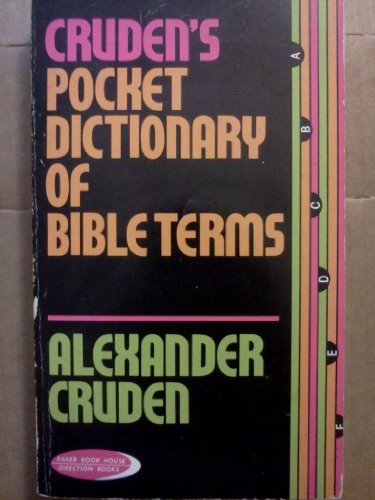 CRUDEN'S
POCKET
DICTIONARY
OF
BIBLE TERMS
ALEXANDER
CRUDEN
BAKER BOOK HOUSE
DIRECTION BOOKS
A
B
C
D
E
F